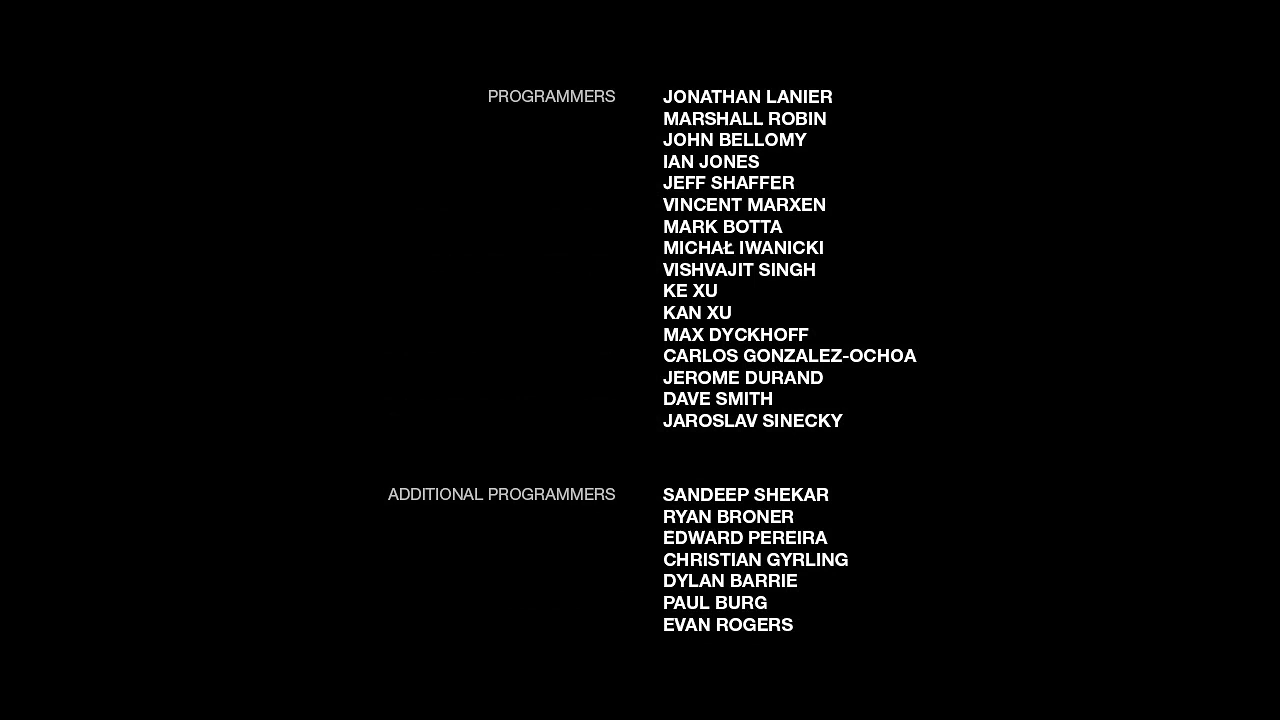 PROGRAMMERS JONATHAN LANIER
MARSHALL ROBIN
JOHN BELLOMY
IAN JONES
JEFF SHAFFER
VINCENT MARXEN
MARK BOTTA
MICHAŁ IWANICKI
VISHVAJIT SINGH
KE XU
KAN XU
MAX DYCKHOFF
CARLOS GONZALEZ-OCHOA
JEROME DURAND
DAVE SMITH
JAROSLAV SINECKY
ADDITIONAL PROGRAMMERS SANDEEP SHEKAR
RYAN BRONER
EDWARD PEREIRA
CHRISTIAN GYRLING
DYLAN BARRIE
PAUL BURG
EVAN ROGERS